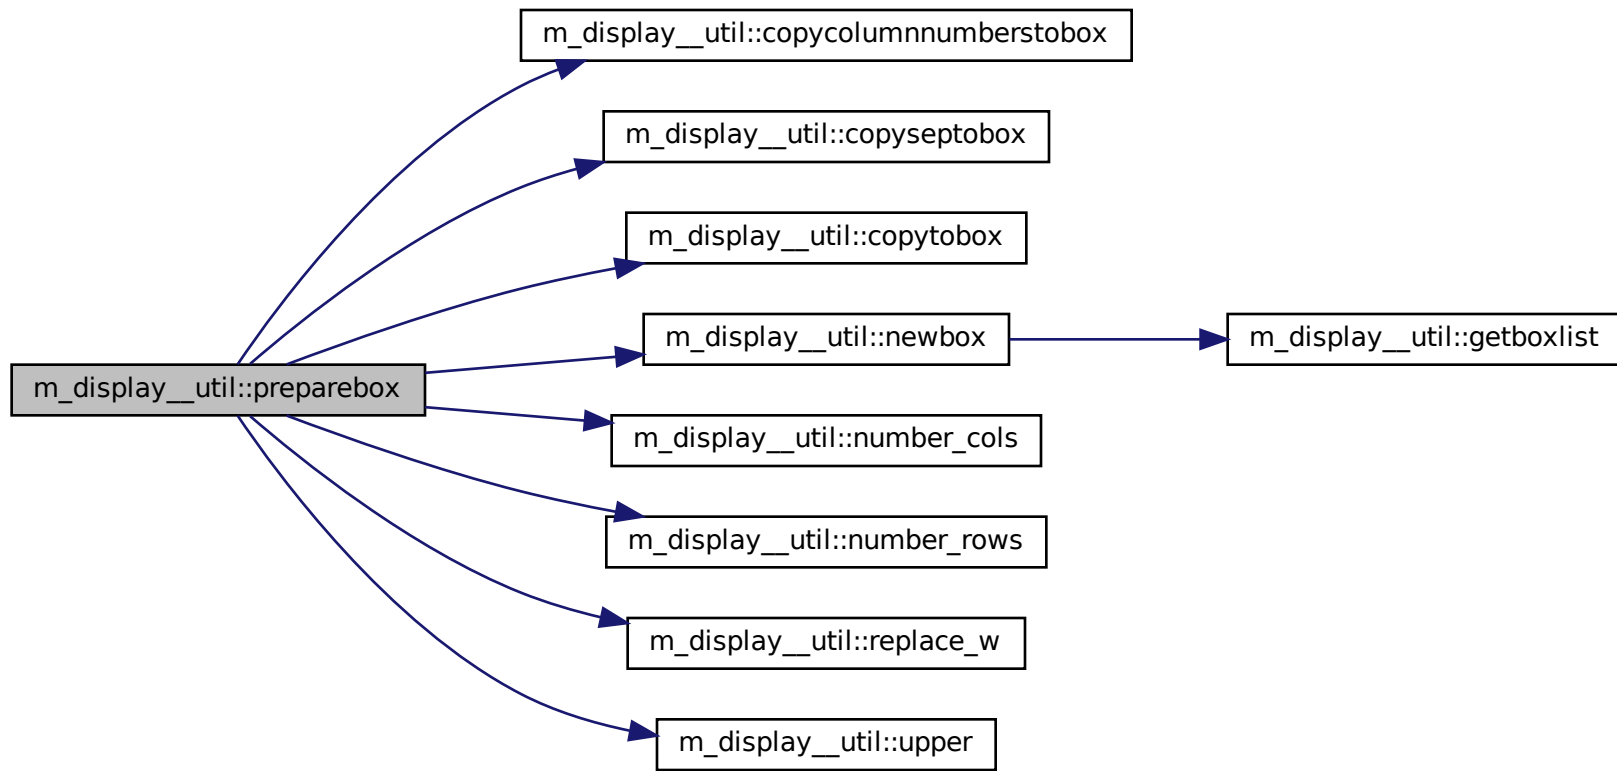 m_display__util::copycolumnnumberstobox
m_display__util::copyseptobox
m_display__util::copytobox
m_display__util::newbox
m_display__util::getboxlist
m_display__util::preparebox
m_display__util::number_cols
m_display__util::number_rows
m_display__util::replace_w
m_display__util::upper